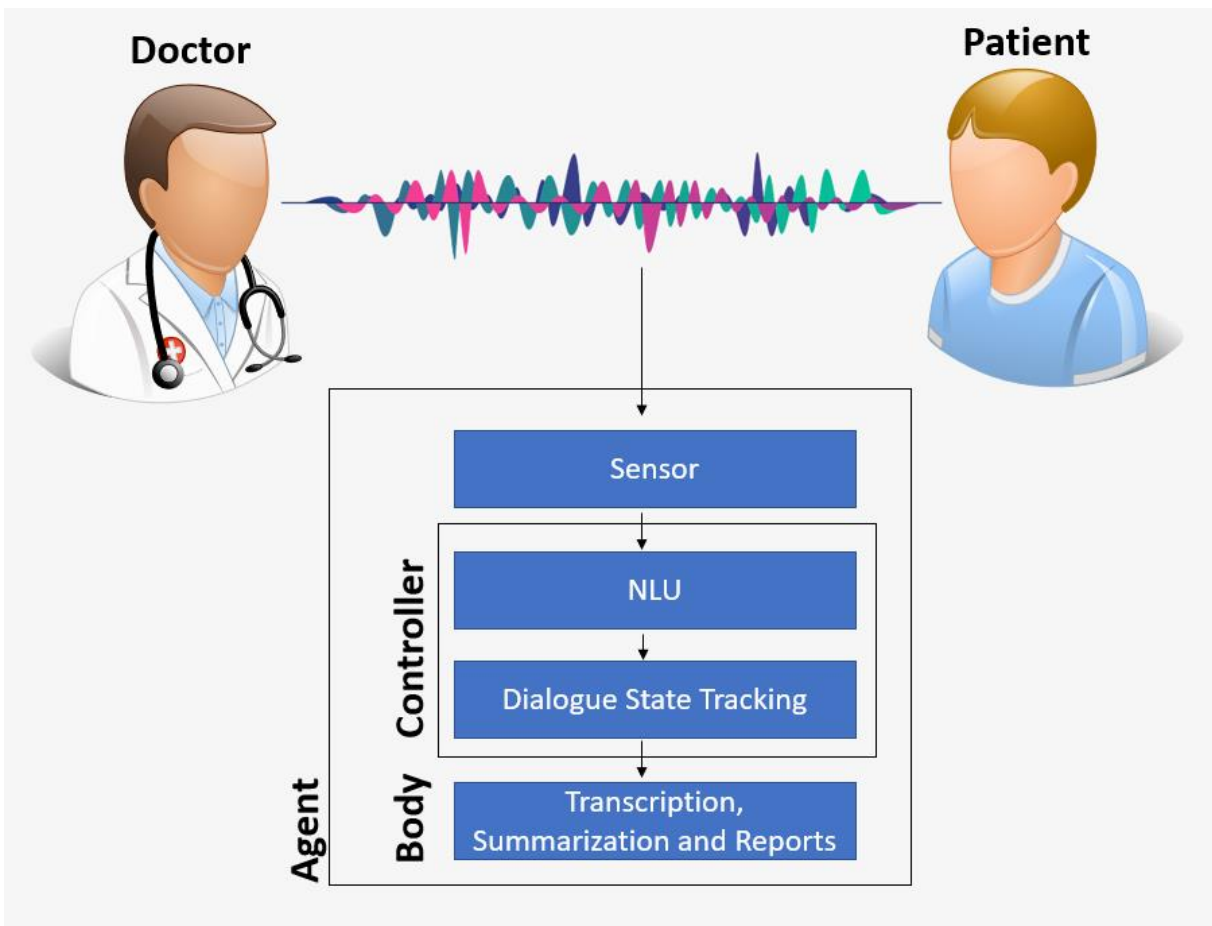 Doctor
Patient
Sensor
Controller
NLU
Dialogue State Tracking
Agent
Body
Transcription,
Summarization and Reports